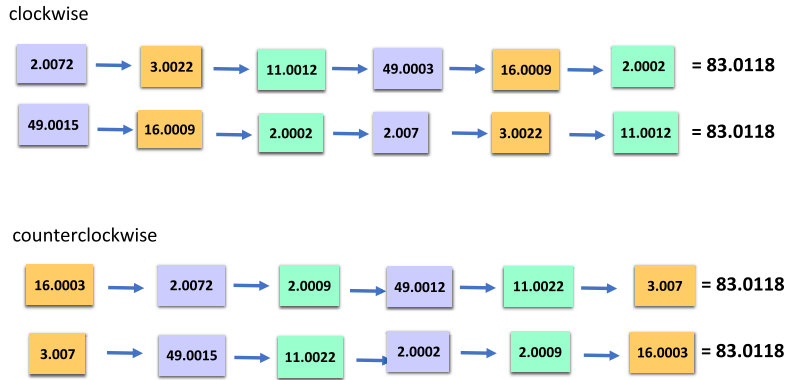 clockwise
2.0072 3.0022 11.0012 49.0003 16.0009 2.0002 = 83.0118
49.0015 16.0009 2.0002 2.007 3.0022 11.0012 = 83.0118
counterclockwise
16.0003 2.0072 2.0009 49.0012 11.0022 3.007 = 83.0118
3.007 49.0015 11.0022 2.0002 2.0009 16.0003 = 83.0118